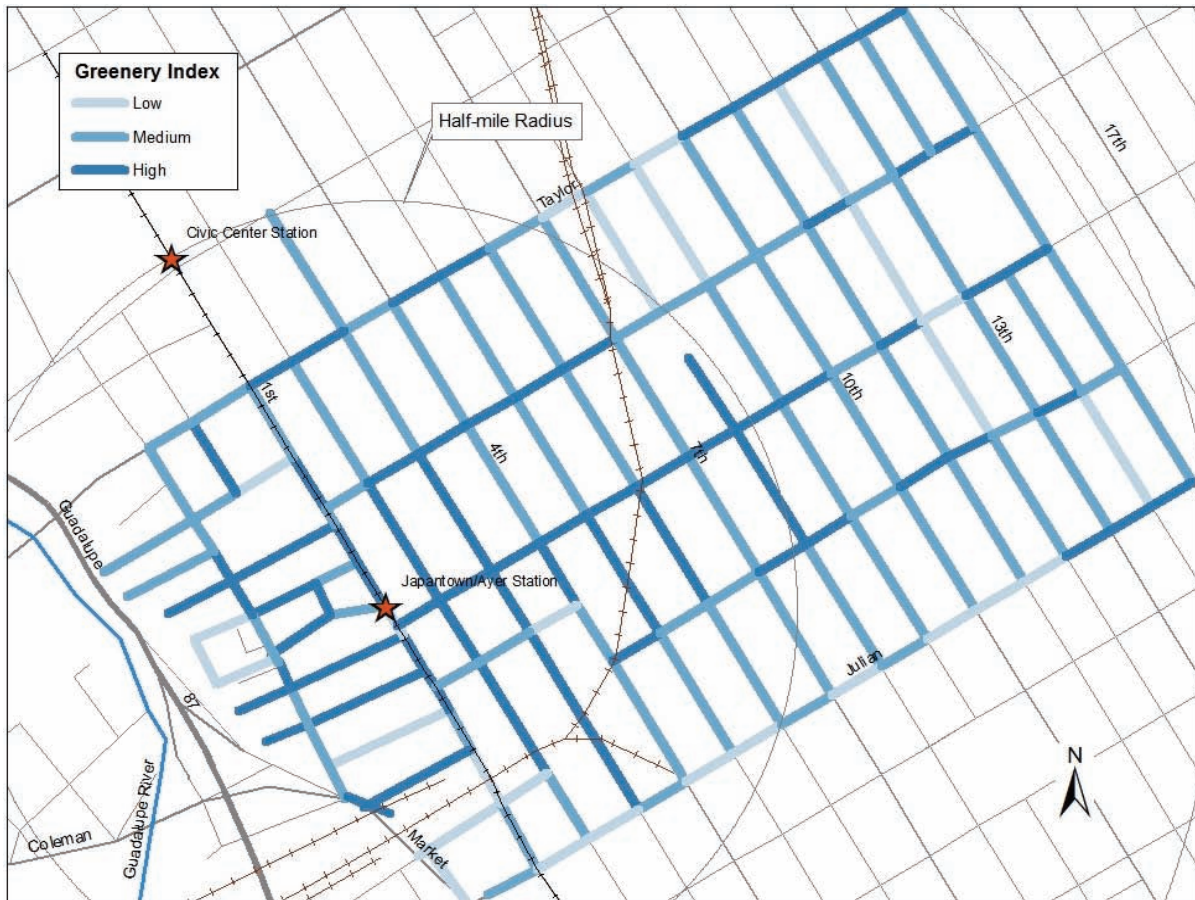 Greenery Index
Low
Medium
High
Half-mile Radius
17th
Taylor
Civic Center Station
13th
1st
10th
4th
7th
Guadalupe
Japantown/Ayer Station
Julian
87
N
Guadalupe River
Coleman
Market